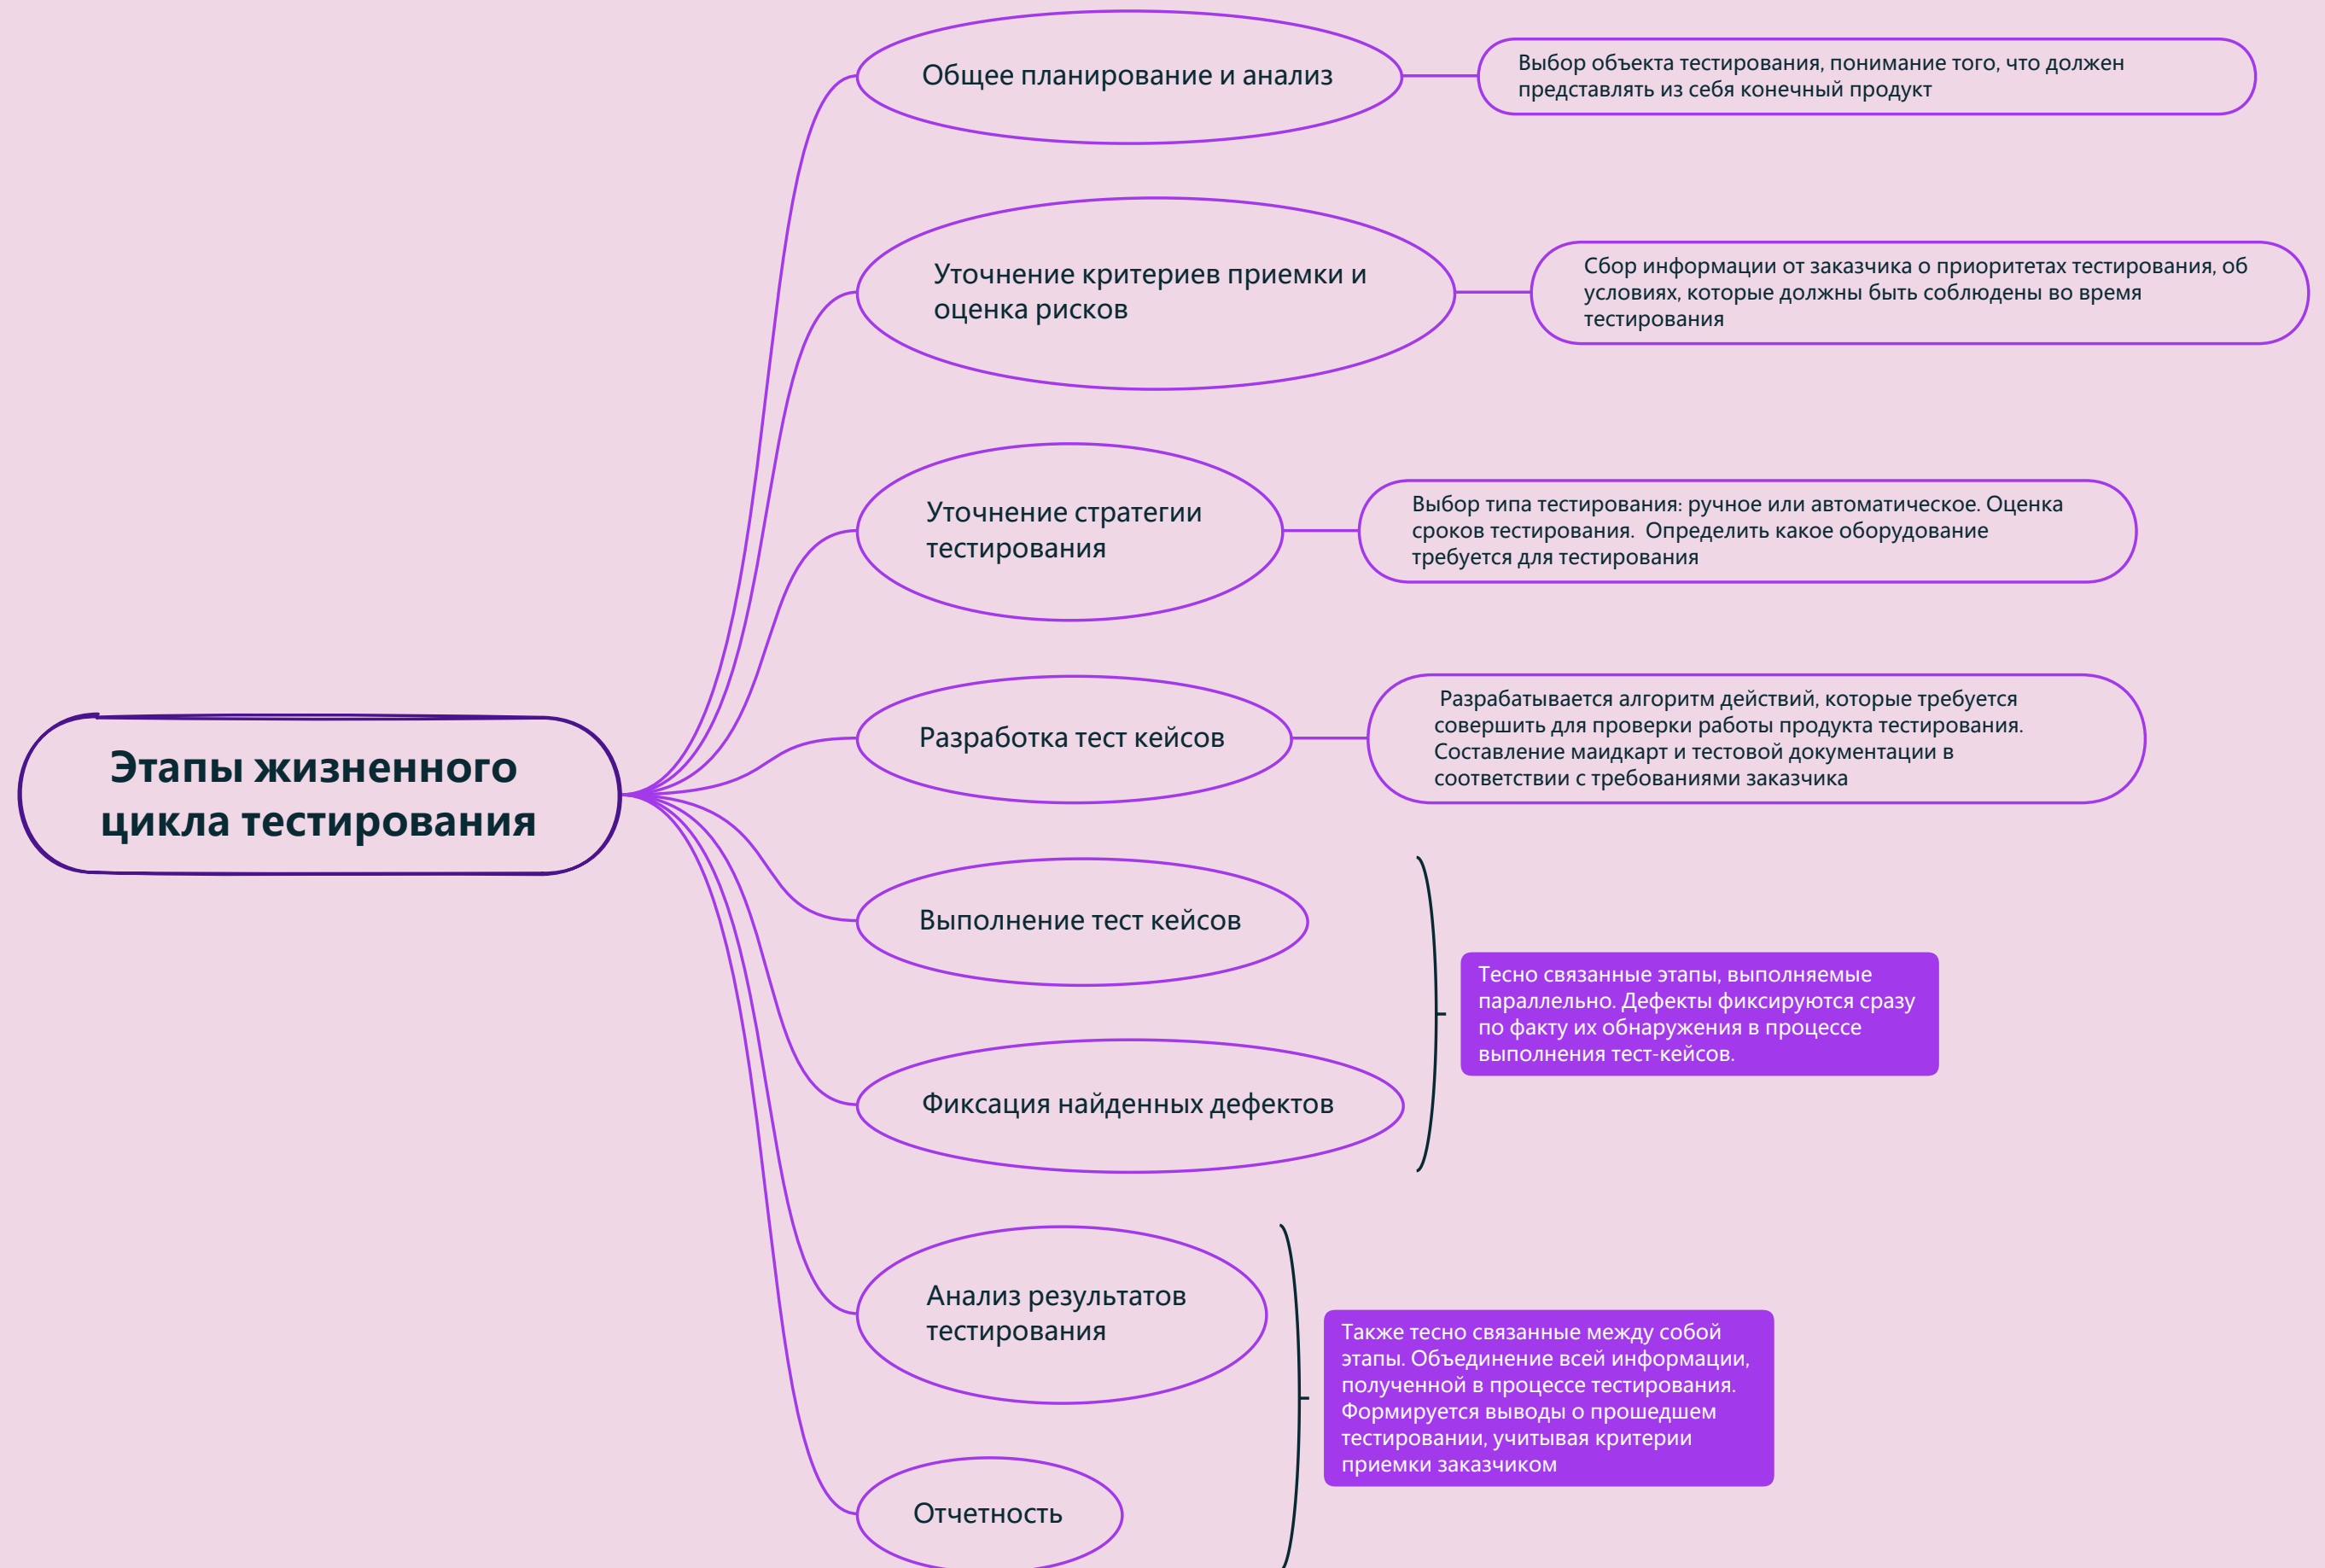 Общее планирование и анализ
Выбор объекта тестирования, понимание того, что должен
представлять из себя конечный продукт
Уточнение критериев приемки и
оценка рисков
Сбор информации от заказчика о приоритетах тестирования, об
условиях, которые должны быть соблюдены во время
тестирования
Уточнение стратегии
тестирования
Выбор типа тестирования: ручное или автоматическое. Оценка
сроков тестирования.  Определить какое оборудование
требуется для тестирования
Этапы жизненного
цикла тестирования
Разработка тест кейсов
Разрабатывается алгоритм действий, которые требуется
совершить для проверки работы продукта тестирования.
Составление маидкарт и тестовой документации в
соответствии с требованиями заказчика
Выполнение тест кейсов
Фиксация найденных дефектов
Тесно связанные этапы, выполняемые
параллельно. Дефекты фиксируются сразу
по факту их обнаружения в процессе
выполнения тест-кейсов.
Анализ результатов
тестирования
Отчетность
Также тесно связанные между собой
этапы. Объединение всей информации,
полученной в процессе тестирования.
Формируется выводы о прошедшем
тестировании, учитывая критерии
приемки заказчиком